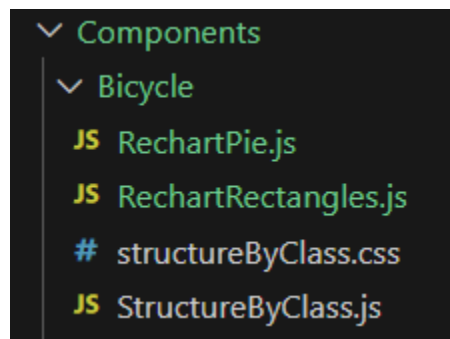 Components
Bicycle
JS RechartPie.js
JS RechartRectangles.js
# structureByClass.css
JS StructureByClass.js